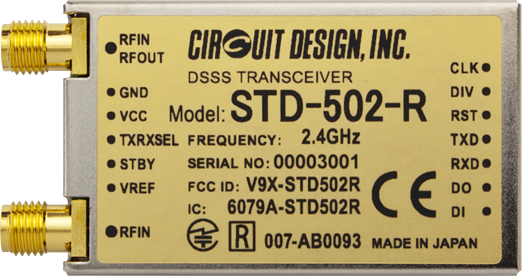 RFIN
RFOUT
GND
VCC
TXRXSEL
STBY
VREF
RFIN
CIRCUIT DESIGN, INC.
DSSS TRANSCEIVER
Model: STD-502-R
FREQUENCY: 2.4GHz
SERIAL NO: 00003001
FCC ID: V9X-STD502R
IC: 6079A-STD502R
CE
R 007-AB0093 MADE IN JAPAN
CLK
DIV
RST
TXD
RXD
DO
DI